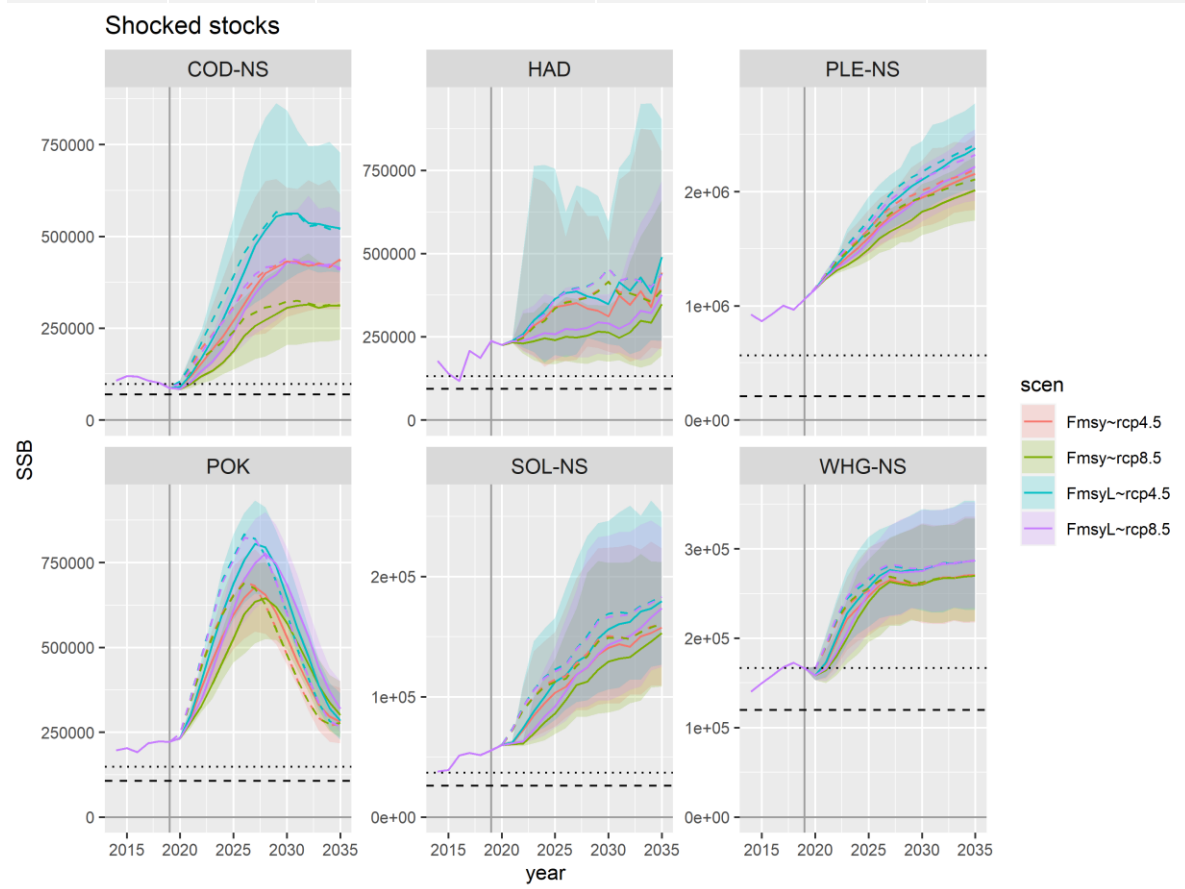 Shocked stocks
COD-NS
HAD
PLE-NS
750000
500000
250000
0
750000
500000
250000
0
2e+06
1e+06
0e+00
scen
Fmsy~rcp4.5
Fmsy~rcp8.5
FmsyL~rcp4.5
FmsyL~rcp8.5
SSB
POK
SOL-NS
WHG-NS
750000
500000
250000
0
2e+05
1e+05
0e+00
3e+05
2e+05
1e+05
0e+00
2015 2020 2025 2030 2035
2015 2020 2025 2030 2035
2015 2020 2025 2030 2035
year